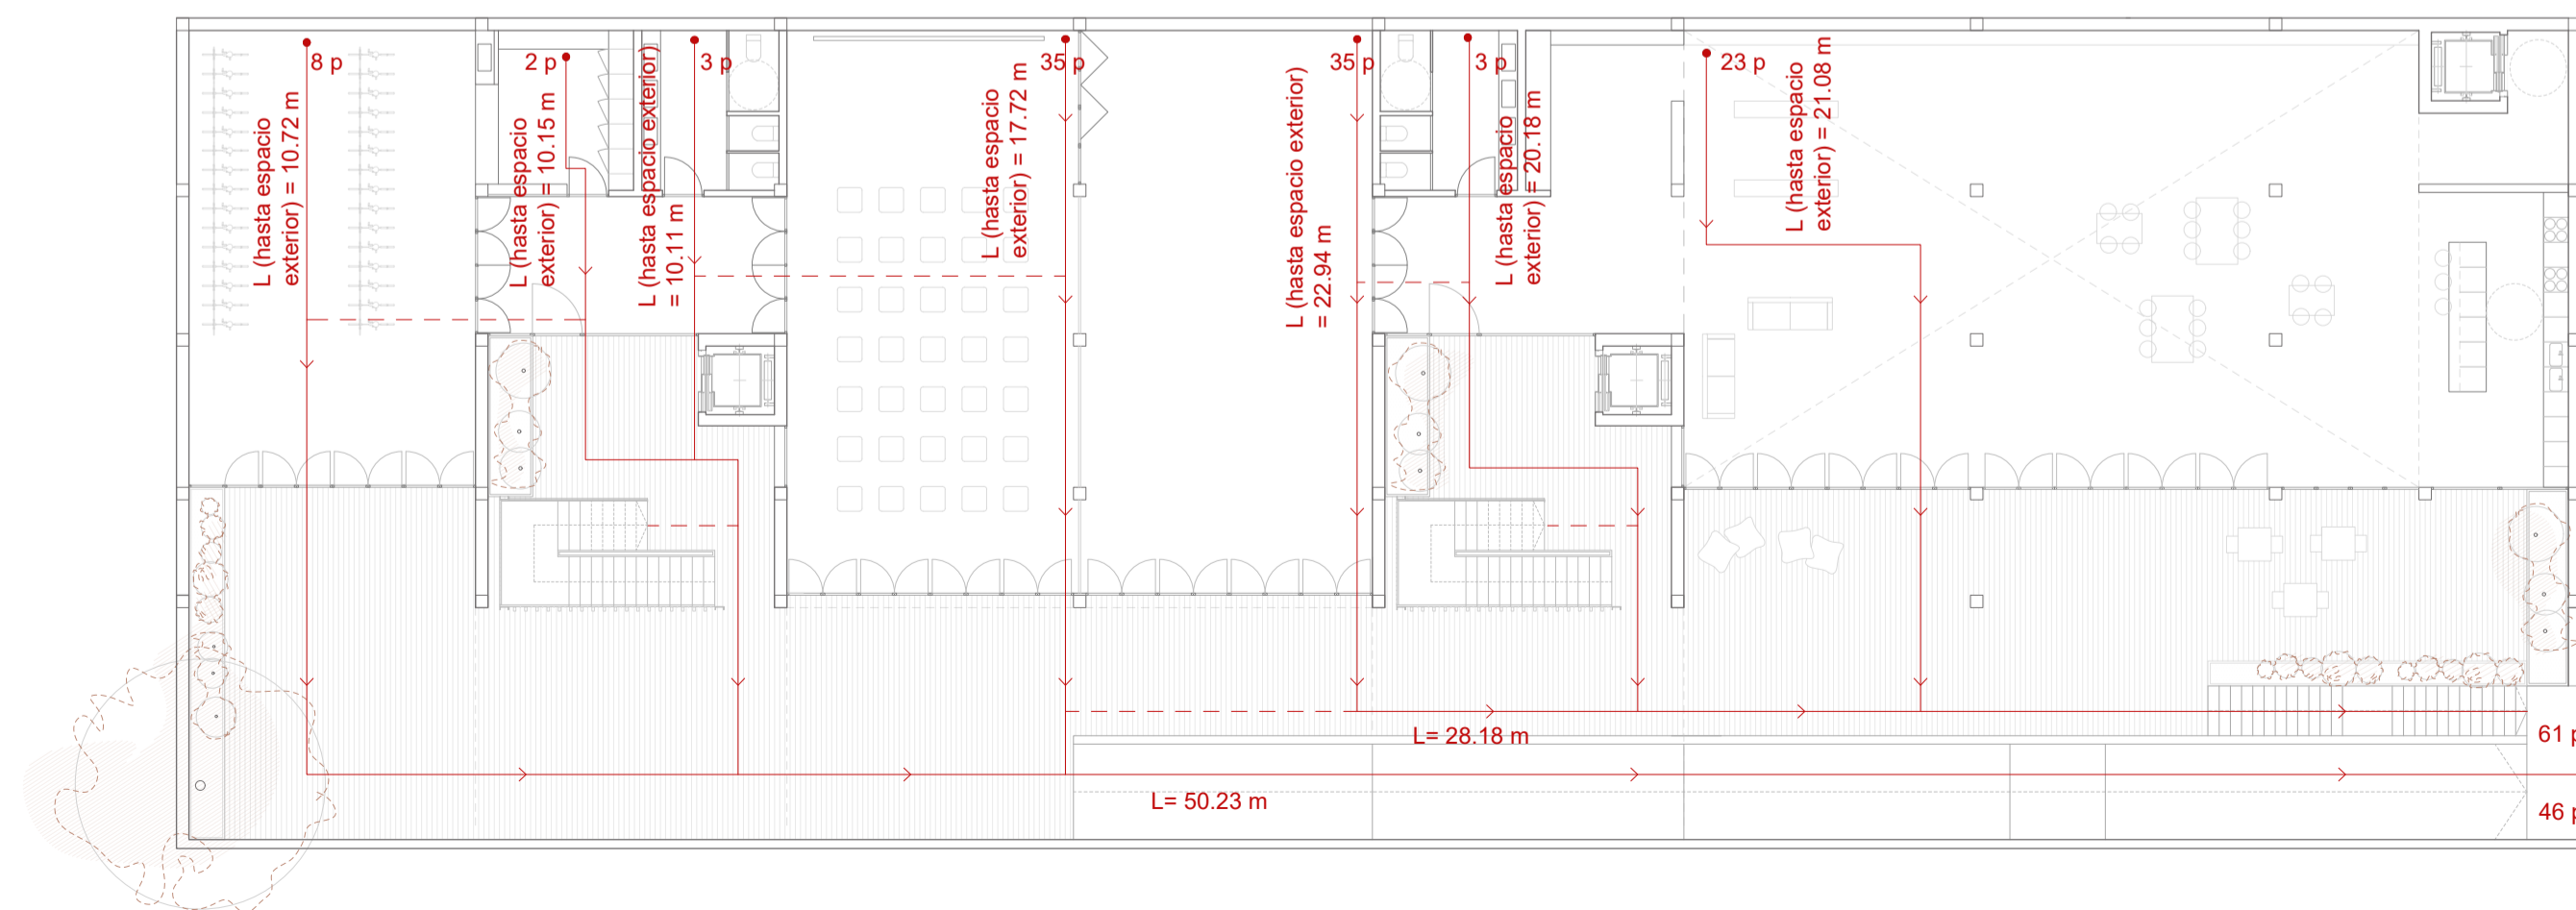 8 p
2 p
3 p
35 p
35 p
3 p
23 p
L (hasta espacio
exterior) = 10.72 m
L (hasta espacio
exterior) = 10.15 m
L (hasta espacio exterior)
= 10.11 m
L (hasta espacio
exterior) = 17.72 m
L (hasta espacio exterior)
= 22.94 m
L (hasta espacio
exterior) = 20.18 m
L (hasta espacio
exterior) = 21.08 m
L= 28.18 m
61 p
L= 50.23 m
46 p